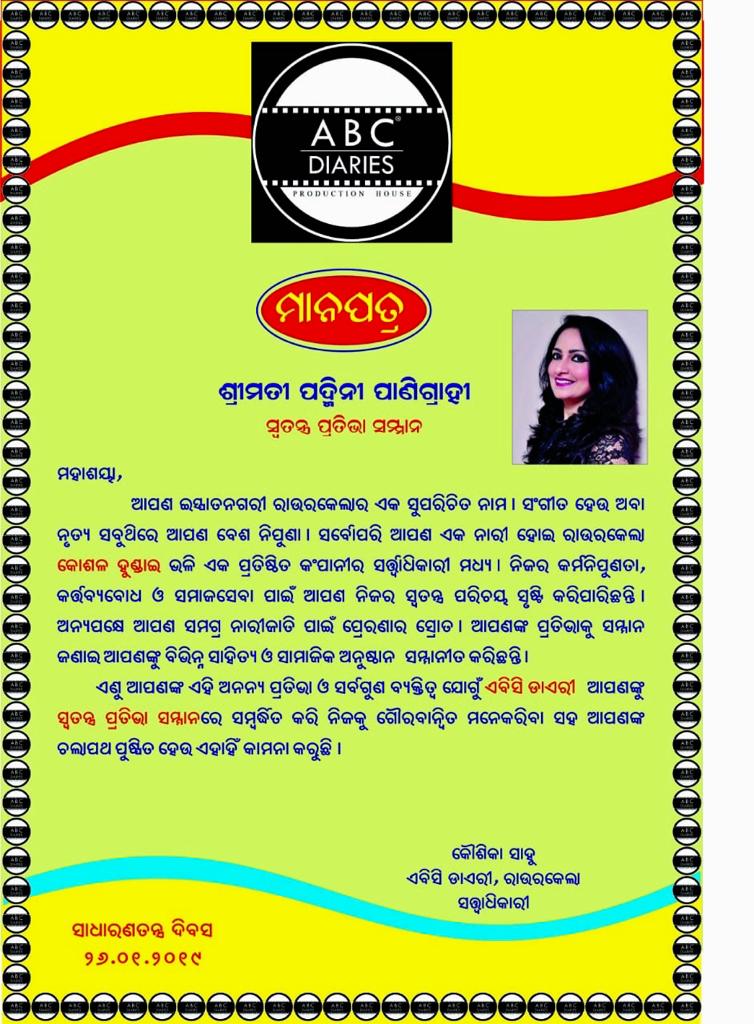 ABC®
DIARIES
PRODUCTION HOUSE
ମାନପତ୍ର
ଶ୍ରୀମତୀ ପଦ୍ମିନୀ ପାଣିଗ୍ରାହୀ
ସ୍ୱତନ୍ତ୍ର ପ୍ରତିଭା ସମ୍ମାନ
ମହାଶୟା,
ଆପଣ ଇସ୍ପାତନଗରୀ ରାଉରକେଲାର ଏକ ସୁପରିଚିତ ନାମ । ସଂଗୀତ ହେଉ ଅବା
ନୃତ୍ୟ ସବୁଥିରେ ଆପଣ ବେଶ ନିପୁଣା । ସର୍ବୋପରି ଆପଣ ଏକ ନାରୀ ହୋଇ ରାଉରକେଲା
କୋଶଳ ହୁଣ୍ଡାଇ ଭଳି ଏକ ପ୍ରତିଷ୍ଠିତ କଂପାନୀର ସତ୍ତ୍ୱାଧିକାରୀ ମଧ୍ୟ । ନିଜର କର୍ମନିପୁଣତା,
କର୍ତ୍ତବ୍ୟବୋଧ ଓ ସମାଜସେବା ପାଇଁ ଆପଣ ନିଜର ସ୍ୱତନ୍ତ୍ର ପରିଚୟ ସୃଷ୍ଟି କରିପାରିଛନ୍ତି ।
ଅନ୍ୟପକ୍ଷେ ଆପଣ ସମଗ୍ର ନାରୀଜାତି ପାଇଁ ପ୍ରେରଣାର ସ୍ରୋତ । ଆପଣଙ୍କ ପ୍ରତିଭାକୁ ସମ୍ମାନ
ଜଣାଇ ଆପଣଙ୍କୁ ବିଭିନ୍ନ ସାହିତ୍ୟ ଓ ସାମାଜିକ ଅନୁଷ୍ଠାନ ସମ୍ମାନୀତ କରିଛନ୍ତି ।
ଏଣୁ ଆପଣଙ୍କ ଏହି ଅନନ୍ୟ ପ୍ରତିଭା ଓ ସର୍ବଗୁଣ ବ୍ୟକ୍ତିତ୍ୱ ଯୋଗୁଁ ଏବିସି ଡାଏରୀ ଆପଣଙ୍କୁ
ସ୍ୱତନ୍ତ୍ର ପ୍ରତିଭା ସମ୍ମାନରେ ସମ୍ବର୍ଦ୍ଧିତ କରି ନିଜକୁ ଗୌରବାନ୍ୱିତ ମନେକରିବା ସହ ଆପଣଙ୍କ
ଚଲାପଥ ପୁଷ୍ପିତ ହେଉ ଏହାହିଁ କାମନା କରୁଛି ।
କୌଶିକା ସାହୁ
ଏବିସି ଡାଏରୀ, ରାଉରକେଲା
ସତ୍ତ୍ୱାଧିକାରୀ
ସାଧାରଣତନ୍ତ୍ର ଦିବସ
୨୬.୦୧.୨୦୧୯